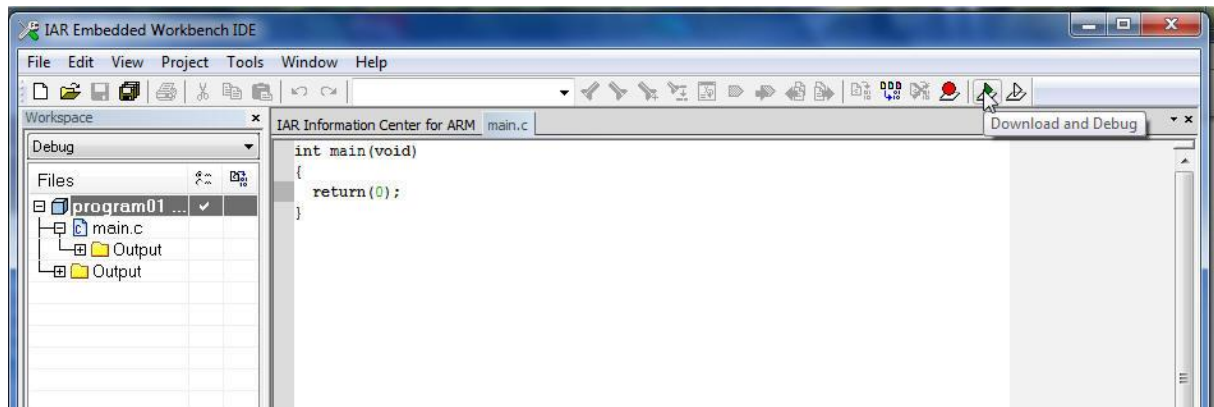 IAR Embedded Workbench IDE
File Edit View Project Tools Window Help
Workspace
IAR Information Center for ARM main.c
Download and Debug
Debug
Files
program01 ...
main.c
Output
Output
int main(void)
{
return(0);
}